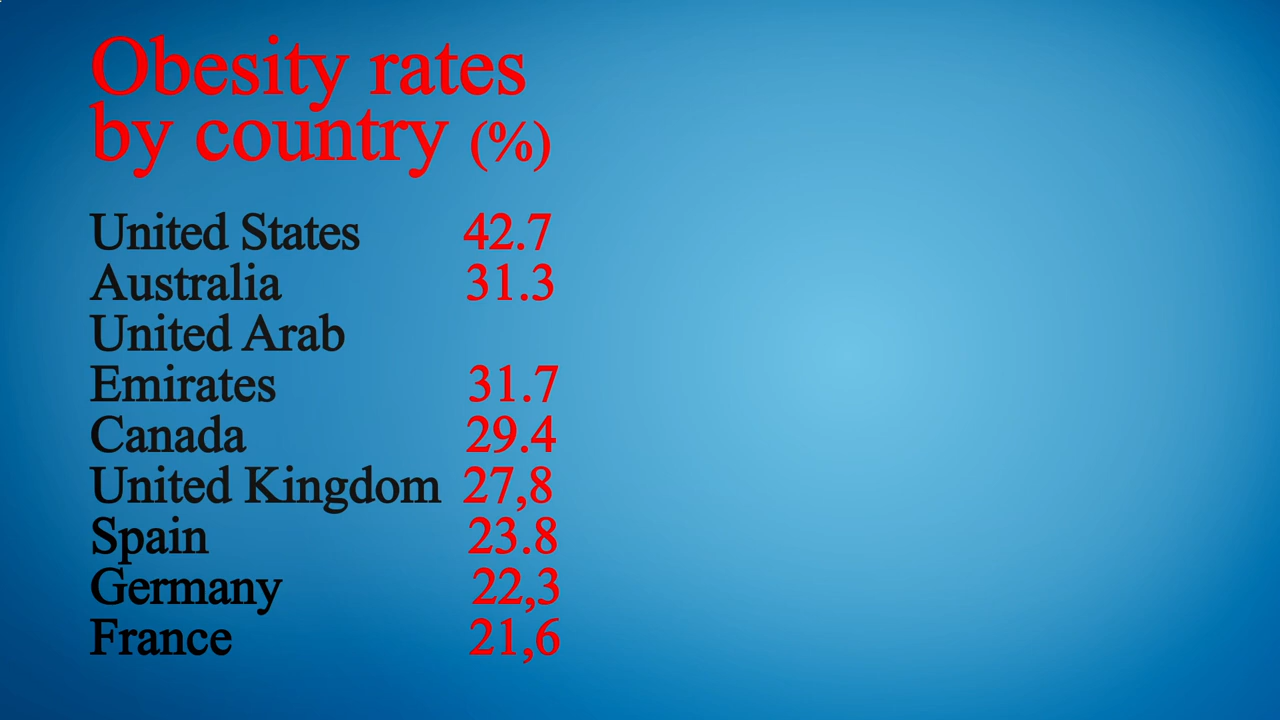 Obesity rates
by country (%)
United States 42.7
Australia 31.3
United Arab
Emirates 31.7
Canada 29.4
United Kingdom 27,8
Spain 23.8
Germany 22,3
France 21,6